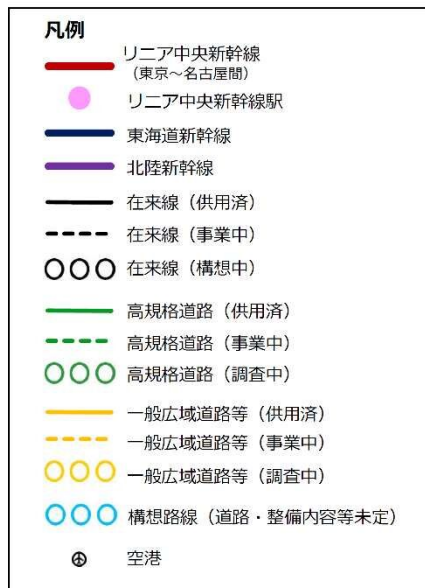 凡例
リニア中央新幹線
（東京～名古屋間）
リニア中央新幹線駅
東海道新幹線
北陸新幹線
在来線（供用済）
在来線（事業中）
在来線（構想中）
高規格道路（供用済）
高規格道路（事業中）
高規格道路（調査中）
一般広域道路等（供用済）
一般広域道路等（事業中）
一般広域道路等（調査中）
構想路線（道路・整備内容等未定）
空港